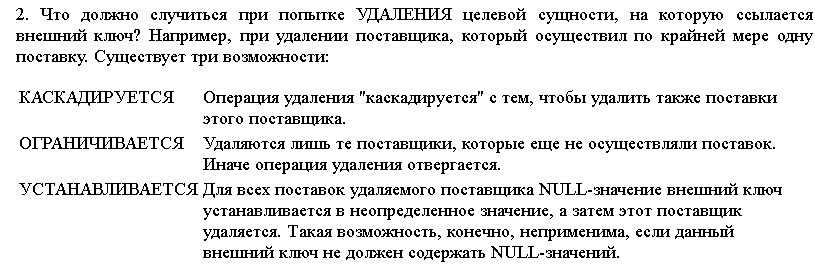 2. Что должно случиться при попытке УДАЛЕНИЯ целевой сущности, на которую ссылается
внешний ключ? Например, при удалении поставщика, который осуществил по крайней мере одну
поставку. Существует три возможности:
КАСКАДИРУЕТСЯ Операция удаления "каскадируется" с тем, чтобы удалить также поставки
этого поставщика.
ОГРАНИЧИВАЕТСЯ Удаляются лишь те поставщики, которые еще не осуществляли поставок.
Иначе операция удаления отвергается.
УСТАНАВЛИВАЕТСЯ Для всех поставок удаляемого поставщика NULL-значение внешний ключ
устанавливается в неопределенное значение, а затем этот поставщик
удаляется. Такая возможность, конечно, неприменима, если данный
внешний ключ не должен содержать NULL-значений.